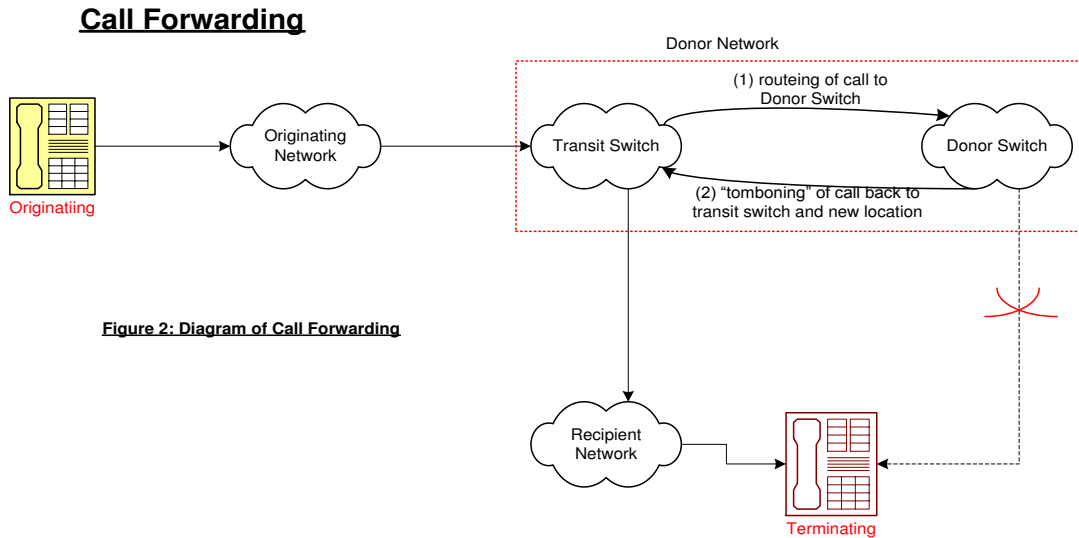 Call Forwarding
Donor Network
(1) routeing of call to
Donor Switch
Originating
Network
Transit Switch
Donor Switch
(2) “tomboning” of call back to
transit switch and new location
Originatiing
Figure 2: Diagram of Call Forwarding
Recipient
Network
Terminating